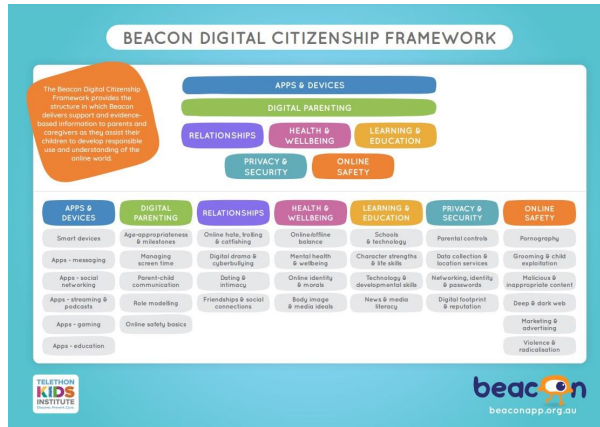 BEACON DIGITAL CITIZENSHIP FRAMEWORK
The Beacon Digital Citizenship
Framework provides the
structure in which Beacon
delivers support and evidence-
based information to parents and
caregivers as they assist their
children to develop responsible
use and understanding of the
online world.
APPS & DEVICES
DIGITAL PARENTING
RELATIONSHIPS
HEALTH &
WELLBEING
LEARNING &
EDUCATION
PRIVACY &
SECURITY
ONLINE
SAFETY
APPS &
DEVICES
Smart devices
Apps - messaging
Apps - social
networking
Apps - streaming &
podcasts
Apps - gaming
Apps - education
DIGITAL
PARENTING
Age-appropriateness
& milestones
Managing
screen time
Parent-child
communication
Role modelling
Online safety basics
RELATIONSHIPS
Online hate, trolling
& catfishing
Digital drama &
cyberbullying
Dating &
intimacy
Friendships & social
connections
HEALTH &
WELLBEING
Online/offline
balance
Mental health
& wellbeing
Online identity
& morals
Body image
& media ideals
LEARNING &
EDUCATION
Schools
& technology
Character strengths
& life skills
Technology &
developmental skills
News & media
literacy
PRIVACY &
SECURITY
Parental controls
Data collection &
location services
Networking, identity
& passwords
Digital footprint
& reputation
ONLINE
SAFETY
Pornography
Grooming & child
exploitation
Malicious &
inappropriate content
Deep & dark web
Marketing &
advertising
Violence &
radicalisation
TELETHON
KIDS
INSTITUTE
Discover. Prevent. Cure.
beacon
beaconapp.org.au